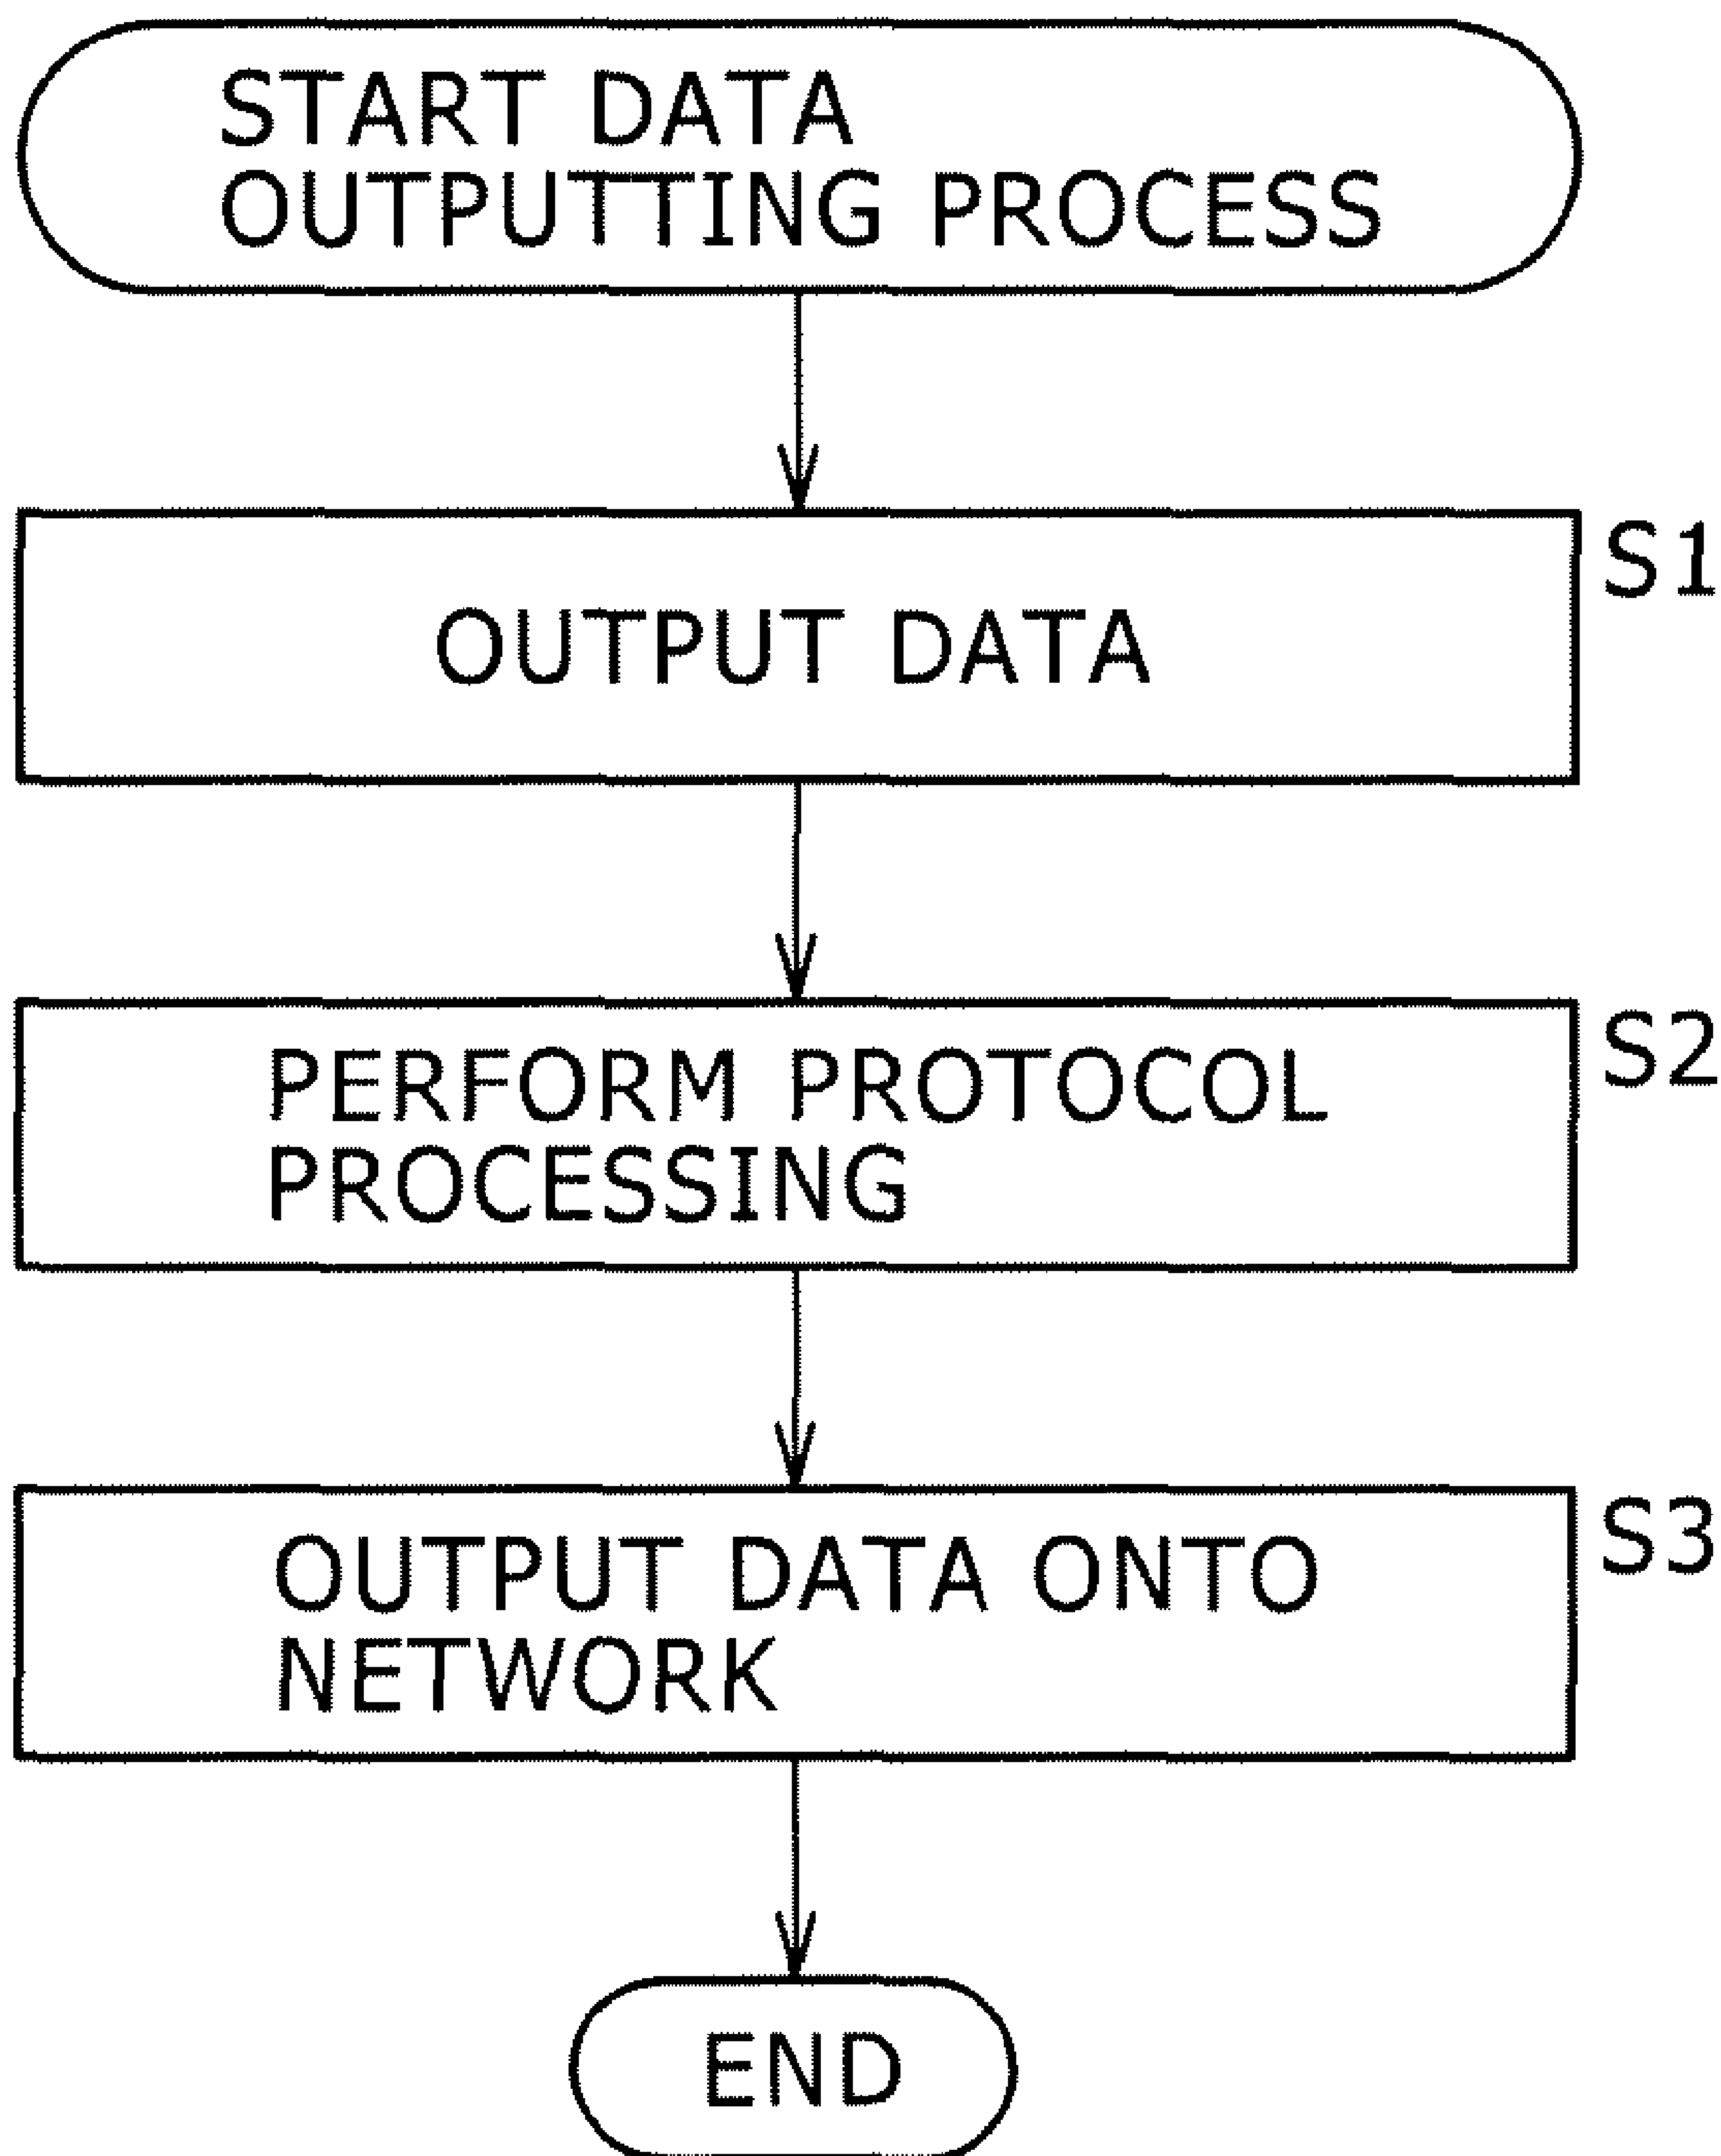 START DATA
OUTPUTTING PROCESS
S1
OUTPUT DATA
S2
PERFORM PROTOCOL
PROCESSING
S3
OUTPUT DATA ONTO
NETWORK
END